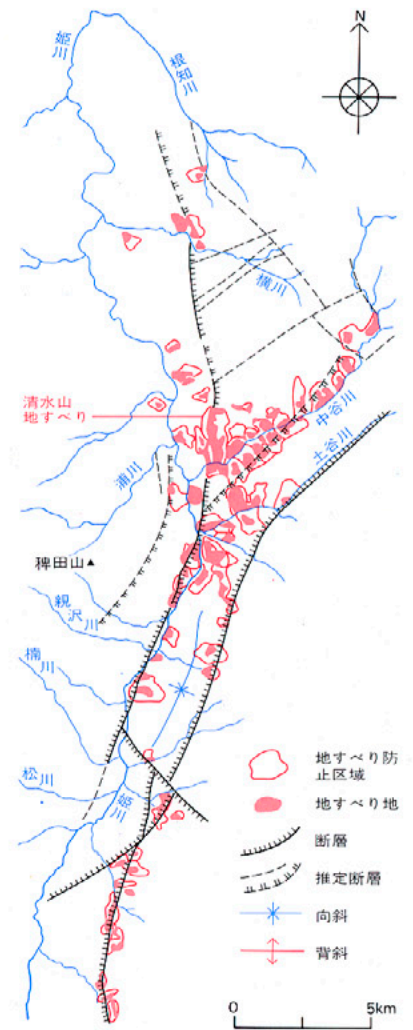 N
姫川
根知川
横川
清水山
地すべり
中谷川
土谷川
浦川
稗田山
親沢川
楠川
松川
姫川
地すべり防
止区域
地すべり地
断層
推定断層
向斜
背斜
0
5km